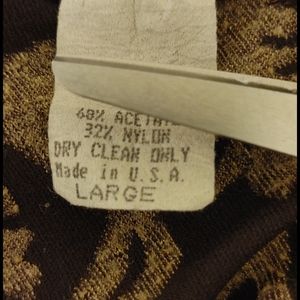 68% ACETATE
32% NYLON
DRY CLEAN ONLY
Made in U.S.A.
LARGE